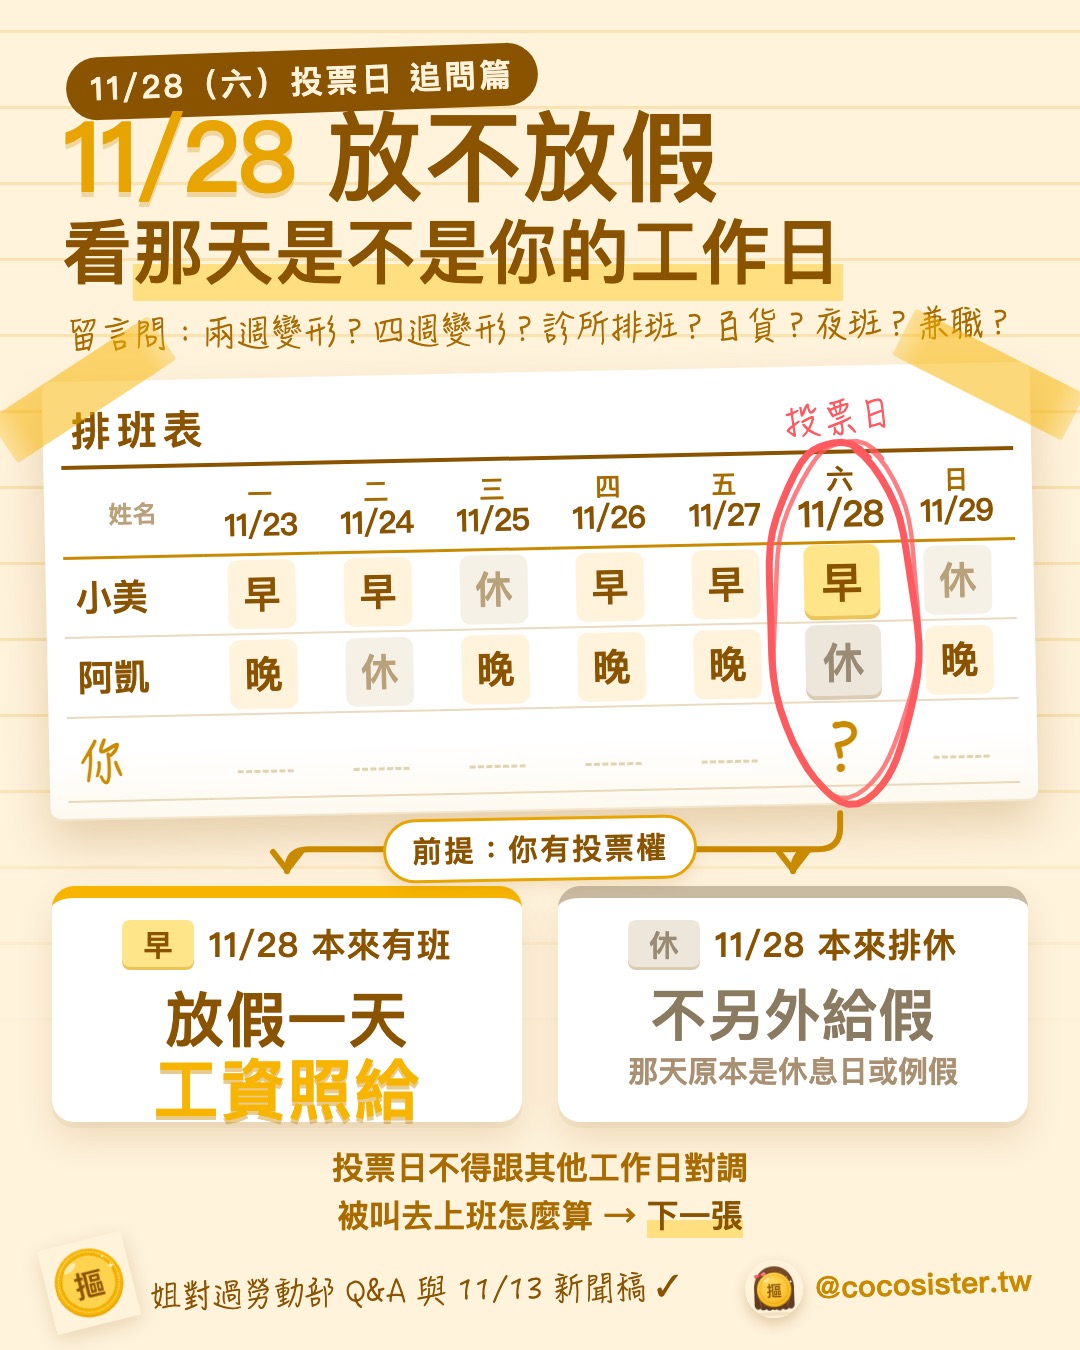 11/28（六）投票日 追問篇
11/28 放不放假
看那天是不是你的工作日
留言問：兩週變形？四週變形？診所排班？百貨？夜班？兼職？
排班表
投票日
姓名 一 11/23 二 11/24 三 11/25 四 11/26 五 11/27 六 11/28 日 11/29
小美 早 早 休 早 早 早 休
阿凱 晚 休 晚 晚 晚 休 晚
你 ?
前提：你有投票權
早 11/28 本來有班
放假一天
工資照給
休 11/28 本來排休
不另外給假
那天原本是休息日或例假
投票日不得跟其他工作日對調
被叫去上班怎麼算 → 下一張
摳
姐對過勞動部 Q&A 與 11/13 新聞稿 ✓
摳
@cocosister.tw